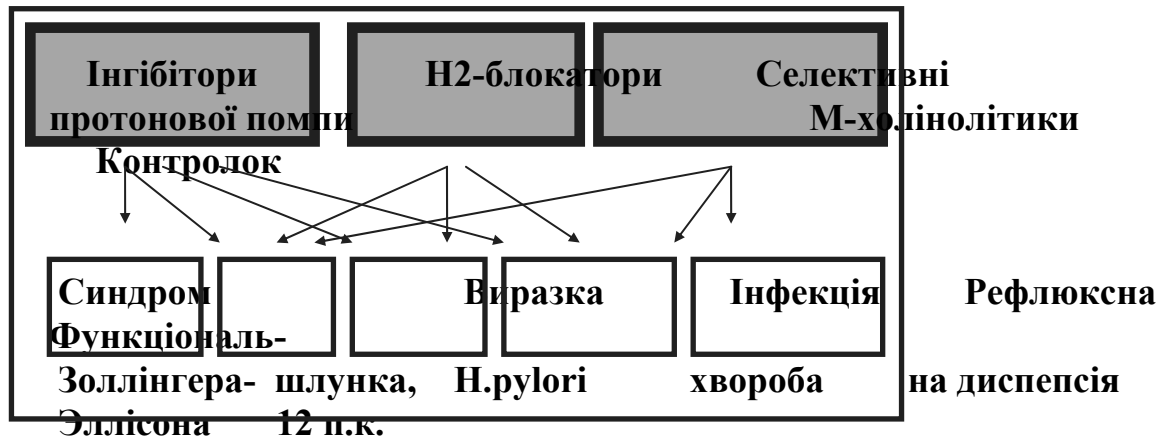 Інгібітори Н2-блокатори Селективні
протонової помпи М-холінолітики
Контролок
Синдром Виразка Інфекція Рефлюксна
Функціональ-
Золлінгера- шлунка, H.pylori хвороба на диспепсія
Эллісона 12 п.к.